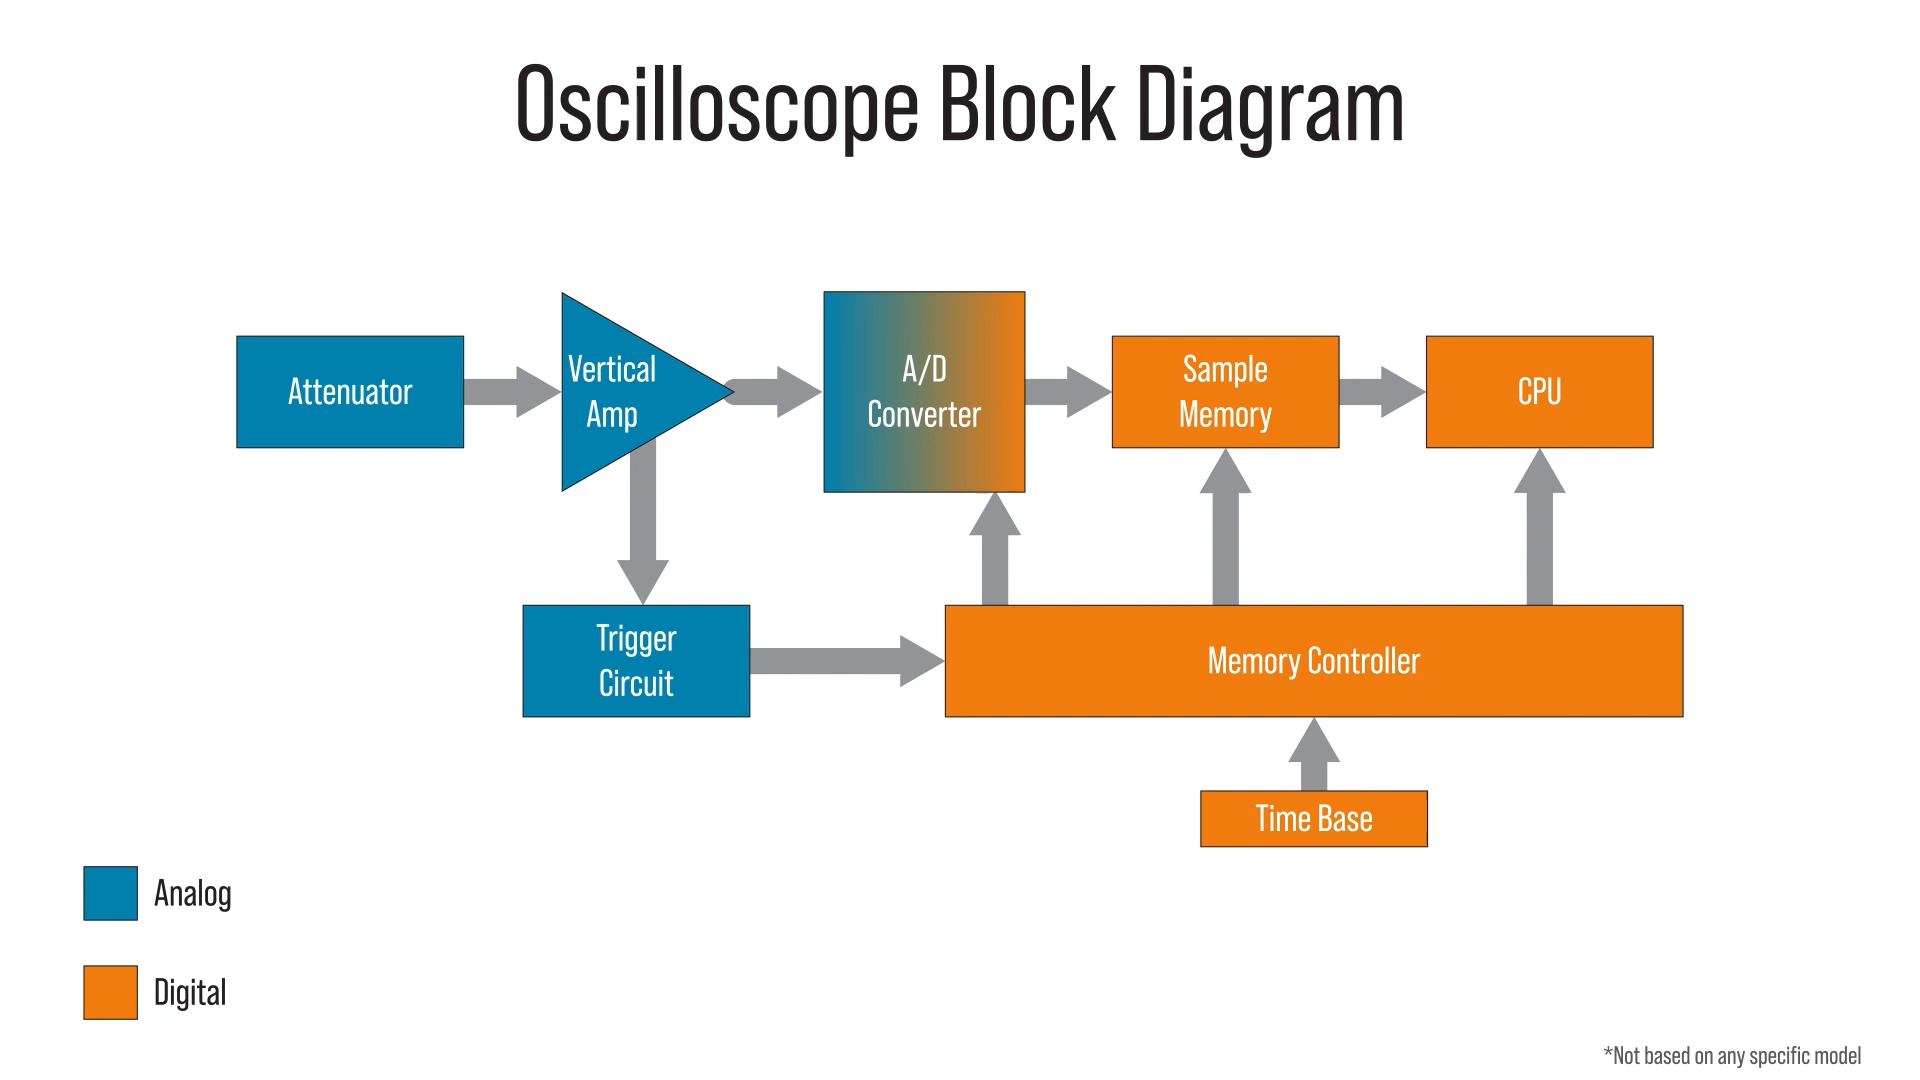 Oscilloscope Block Diagram
Attenuator
Vertical
Amp
A/D
Converter
Sample
Memory
CPU
Trigger
Circuit
Memory Controller
Time Base
Analog
Digital
*Not based on any specific model